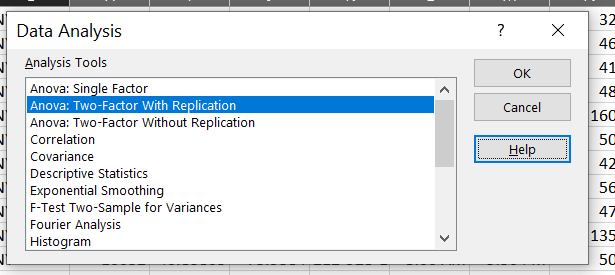 Data Analysis
?
Analysis Tools
Anova: Single Factor
Anova: Two-Factor With Replication
Anova: Two-Factor Without Replication
Correlation
Covariance
Descriptive Statistics
Exponential Smoothing
F-Test Two-Sample for Variances
Fourier Analysis
Histogram
OK
Cancel
Help
32
46
41
48
160
50
42
56
47
135
50